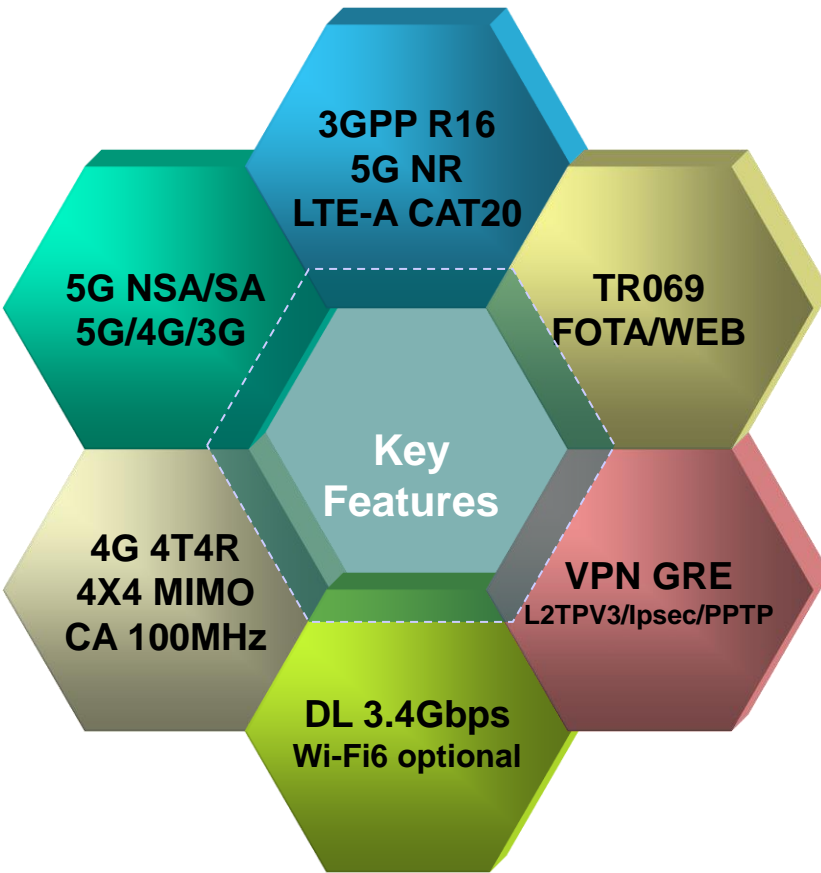 3GPP R16
5G NR
LTE-A CAT20
5G NSA/SA
5G/4G/3G
TR069
FOTA/WEB
Key
Features
4G 4T4R
4X4 MIMO
CA 100MHz
VPN GRE
L2TPV3/Ipsec/PPTP
DL 3.4Gbps
Wi-Fi6 optional